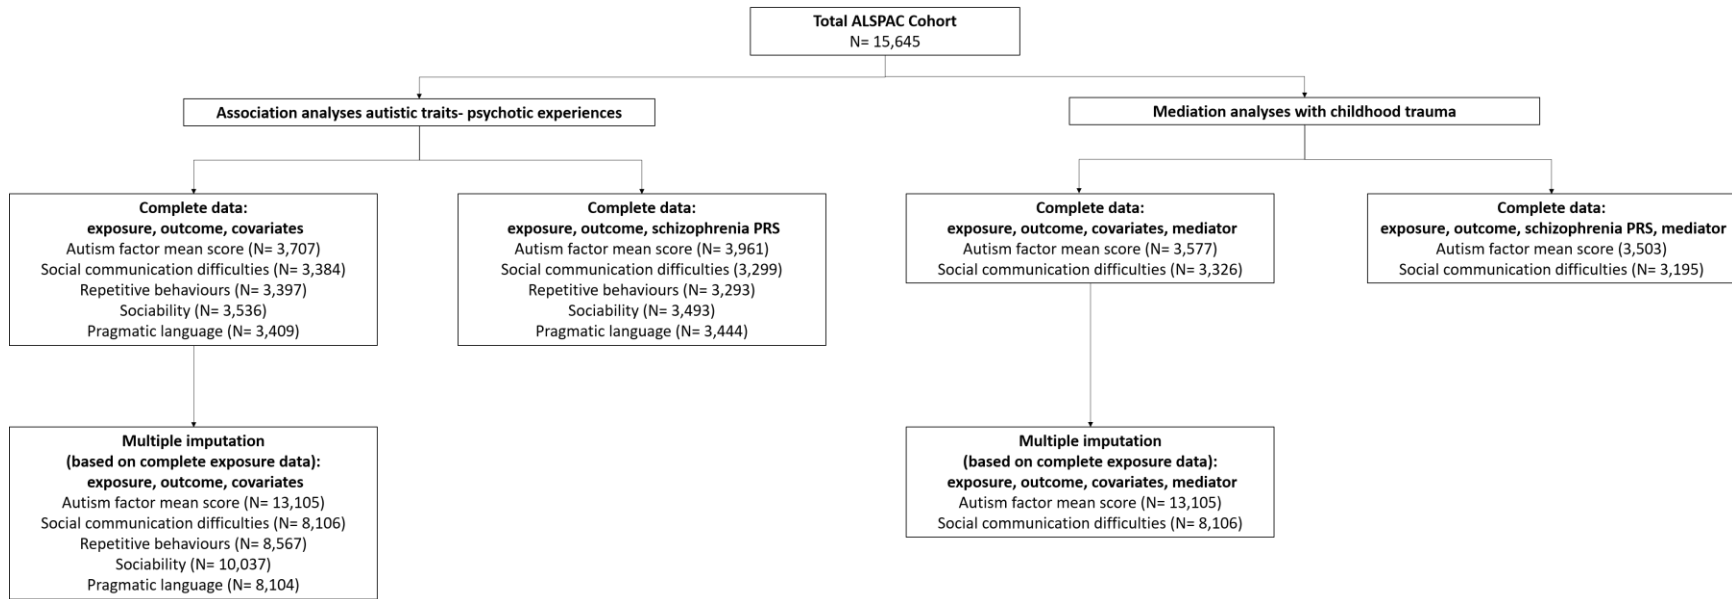 Total ALSPAC Cohort
N= 15,645
Association analyses autistic traits- psychotic experiences
Mediation analyses with childhood trauma
Complete data:
exposure, outcome, covariates
Autism factor mean score (N= 3,707)
Social communication difficulties (N= 3,384)
Repetitive behaviours (N= 3,397)
Sociability (N= 3,536)
Pragmatic language (N= 3,409)
Complete data:
exposure, outcome, schizophrenia PRS
Autism factor mean score (N= 3,961)
Social communication difficulties (3,299)
Repetitive behaviours (N= 3,293)
Sociability (N= 3,493)
Pragmatic language (N= 3,444)
Complete data:
exposure, outcome, covariates, mediator
Autism factor mean score (N= 3,577)
Social communication difficulties (N= 3,326)
Complete data:
exposure, outcome, schizophrenia PRS, mediator
Autism factor mean score (3,503)
Social communication difficulties (N= 3,195)
Multiple imputation
(based on complete exposure data):
exposure, outcome, covariates
Autism factor mean score (N= 13,105)
Social communication difficulties (N= 8,106)
Repetitive behaviours (N= 8,567)
Sociability (N= 10,037)
Pragmatic language (N= 8,104)
Multiple imputation
(based on complete exposure data):
exposure, outcome, covariates, mediator
Autism factor mean score (N= 13,105)
Social communication difficulties (N= 8,106)